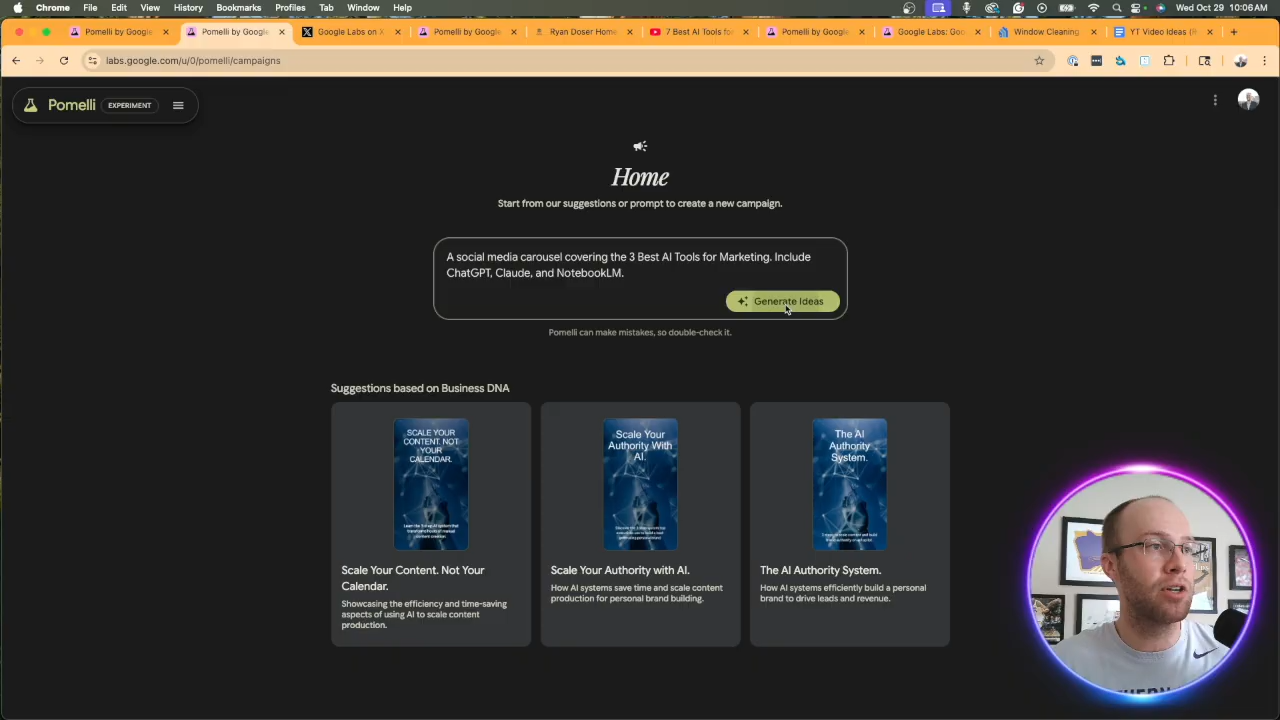 Chrome File Edit View History Bookmarks Profiles Tab Window Help
Wed Oct 29 10:06AM
Pomelli by Google
Pomelli by Google
Google Labs on X
Pomelli by Google
Ryan Doser Home
7 Best AI Tools for
Pomelli by Google
Google Labs: Goo
Window Cleaning
YT Video Ideas (R
labs.google.com/u/0/pomelli/campaigns
Pomelli EXPERIMENT
Home
Start from our suggestions or prompt to create a new campaign.
A social media carousel covering the 3 Best AI Tools for Marketing. Include
ChatGPT, Claude, and NotebookLM.
Generate Ideas
Pomelli can make mistakes, so double-check it.
Suggestions based on Business DNA
SCALE YOUR
CONTENT. NOT
YOUR
CALENDAR.
Scale Your Content. Not Your
Calendar.
Showcasing the efficiency and time-saving
aspects of using AI to scale content
production.
Scale Your
Authority With
AI.
Scale Your Authority with AI.
How AI systems save time and scale content
production for personal brand building.
The AI
Authority
System.
The AI Authority System.
How AI systems efficiently build a personal
brand to drive leads and revenue.